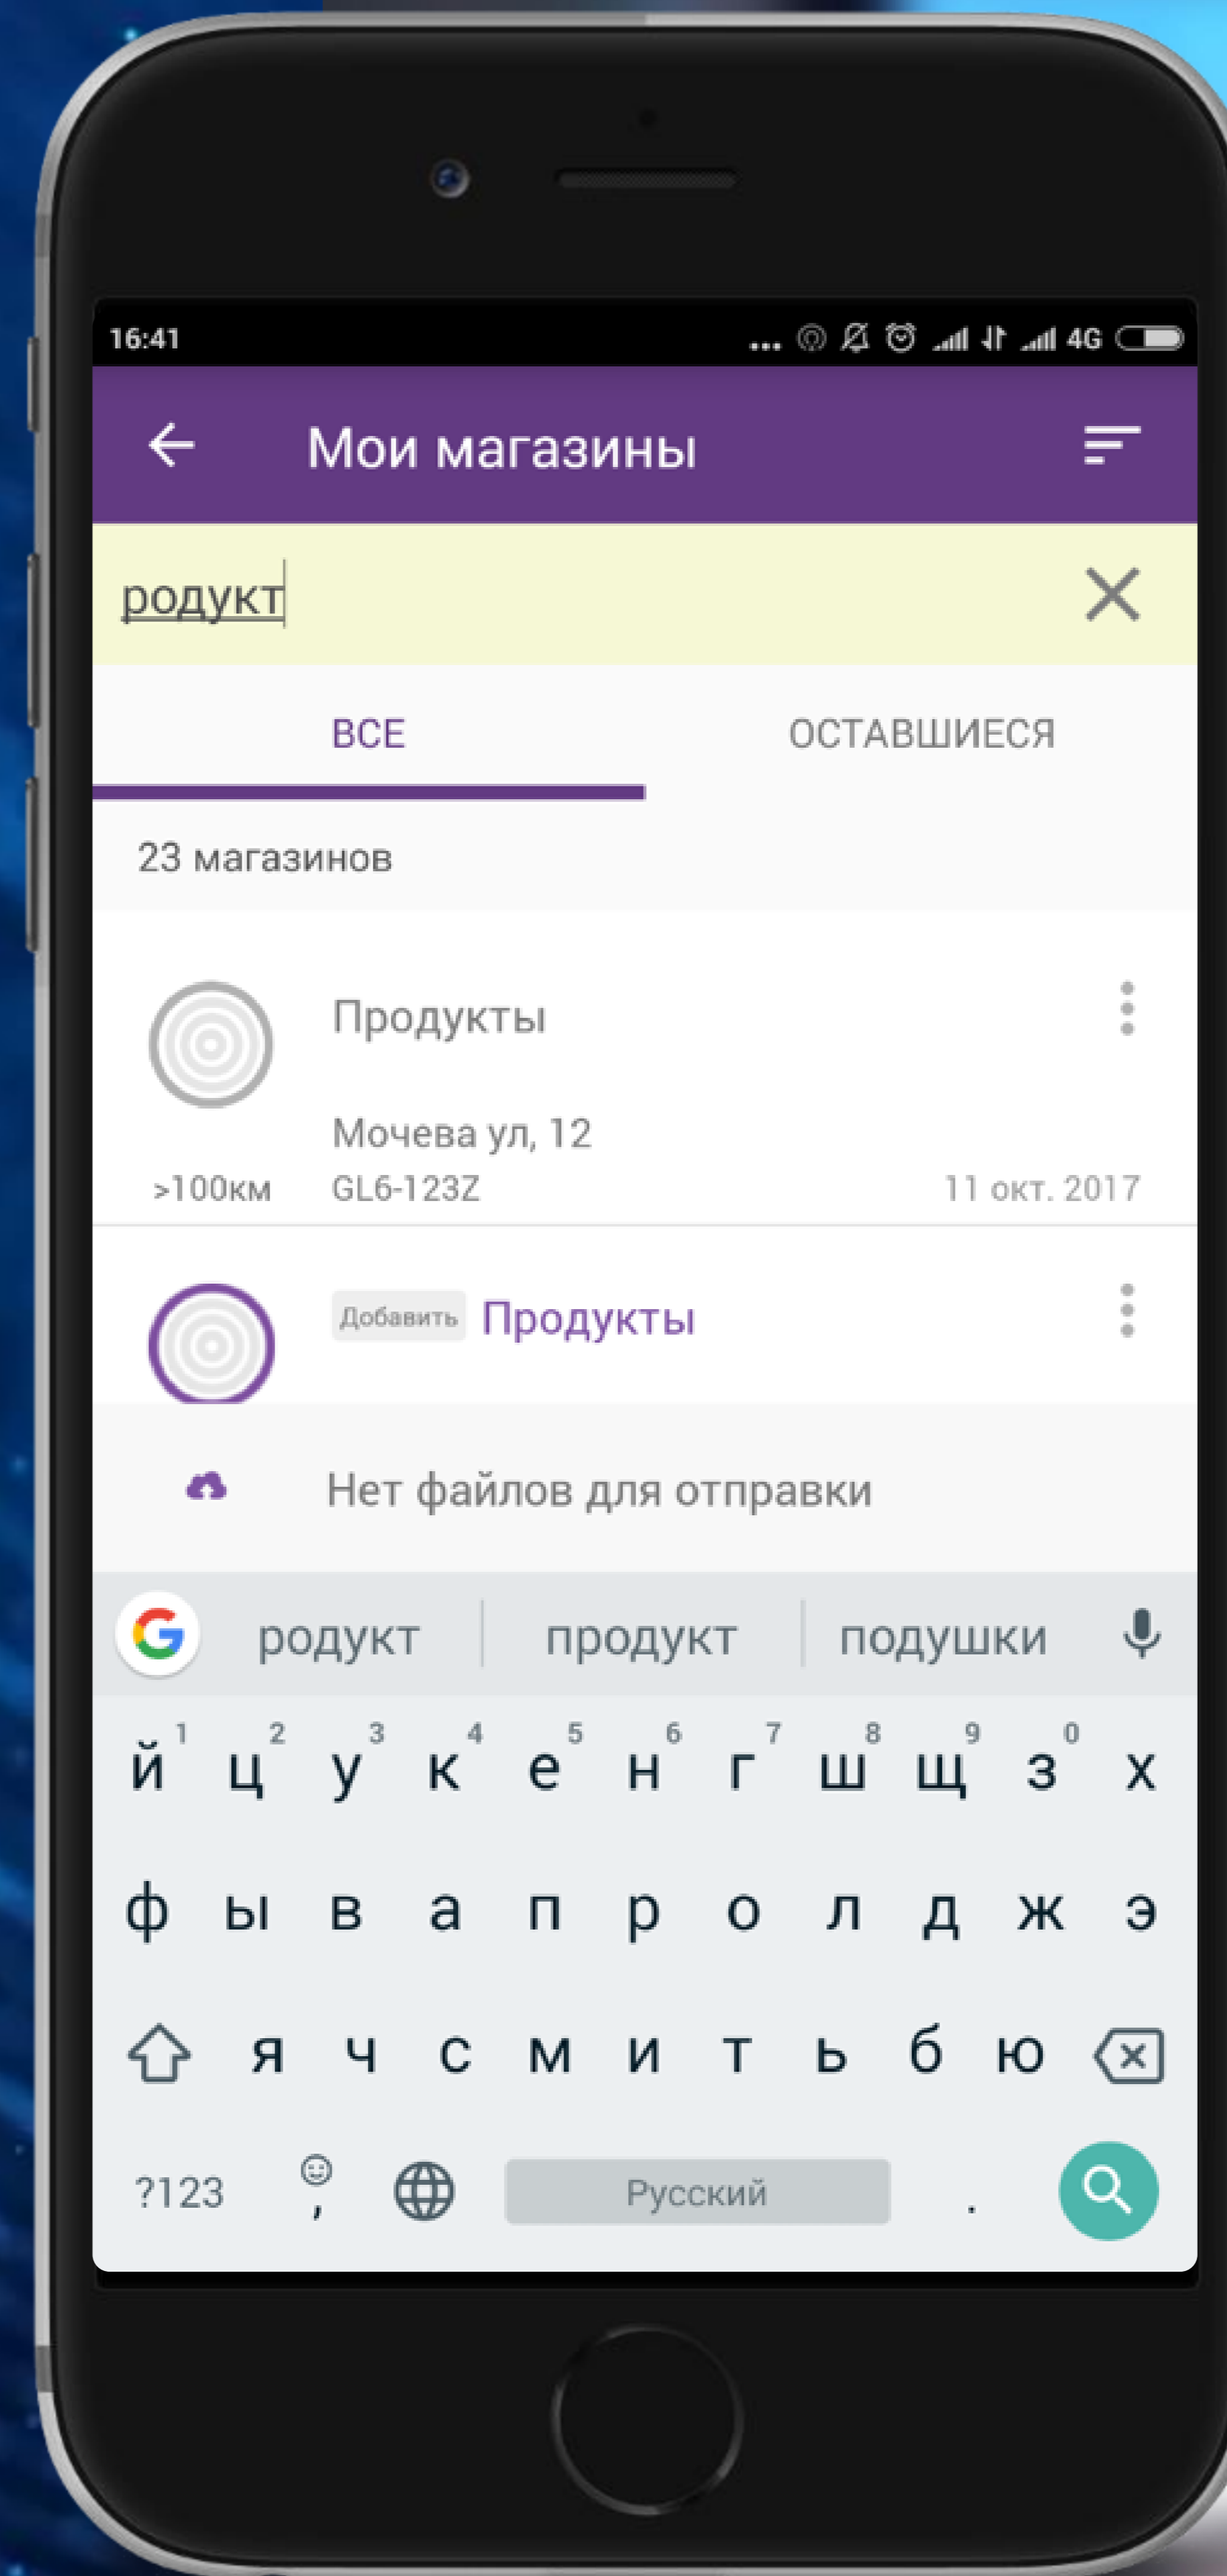 16:41 4G
Мои магазины
родукт
ВСЕ ОСТАВШИЕСЯ
23 магазинов
Продукты
Мочева ул, 12
>100км GL6-123Z 11 окт. 2017
Добавить Продукты
Нет файлов для отправки
G родукт продукт подушки
1 2 3 4 5 6 7 8 9 0
й ц у к е н г ш щ з х
ф ы в а п р о л д ж э
я ч с м и т ь б ю
?123 , Русский .